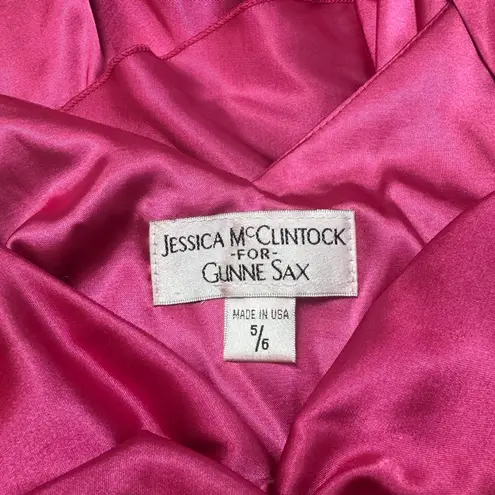 JESSICA MCCLINTOCK
-FOR-
GUNNE SAX
MADE IN USA
5/6